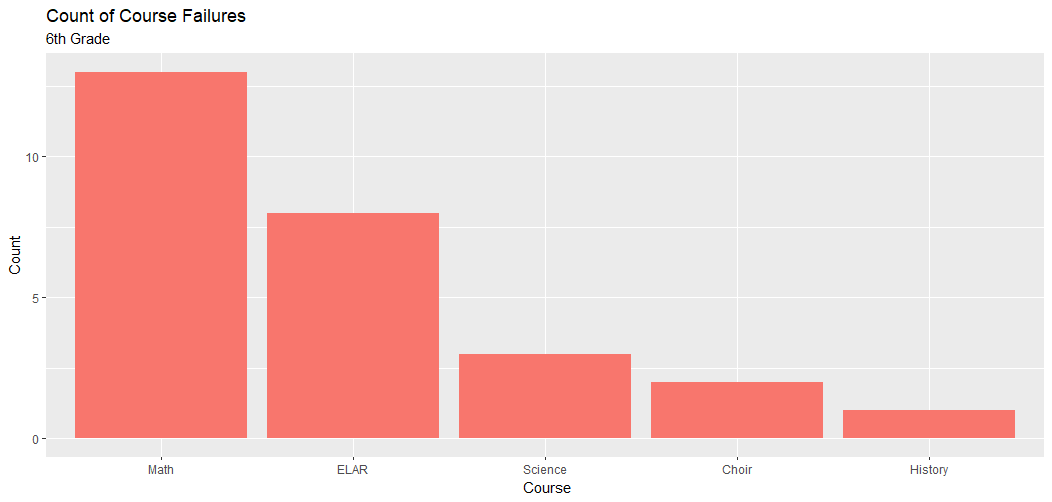 Count of Course Failures
6th Grade
Count
10
5
0
Math ELAR Science Choir History
Course